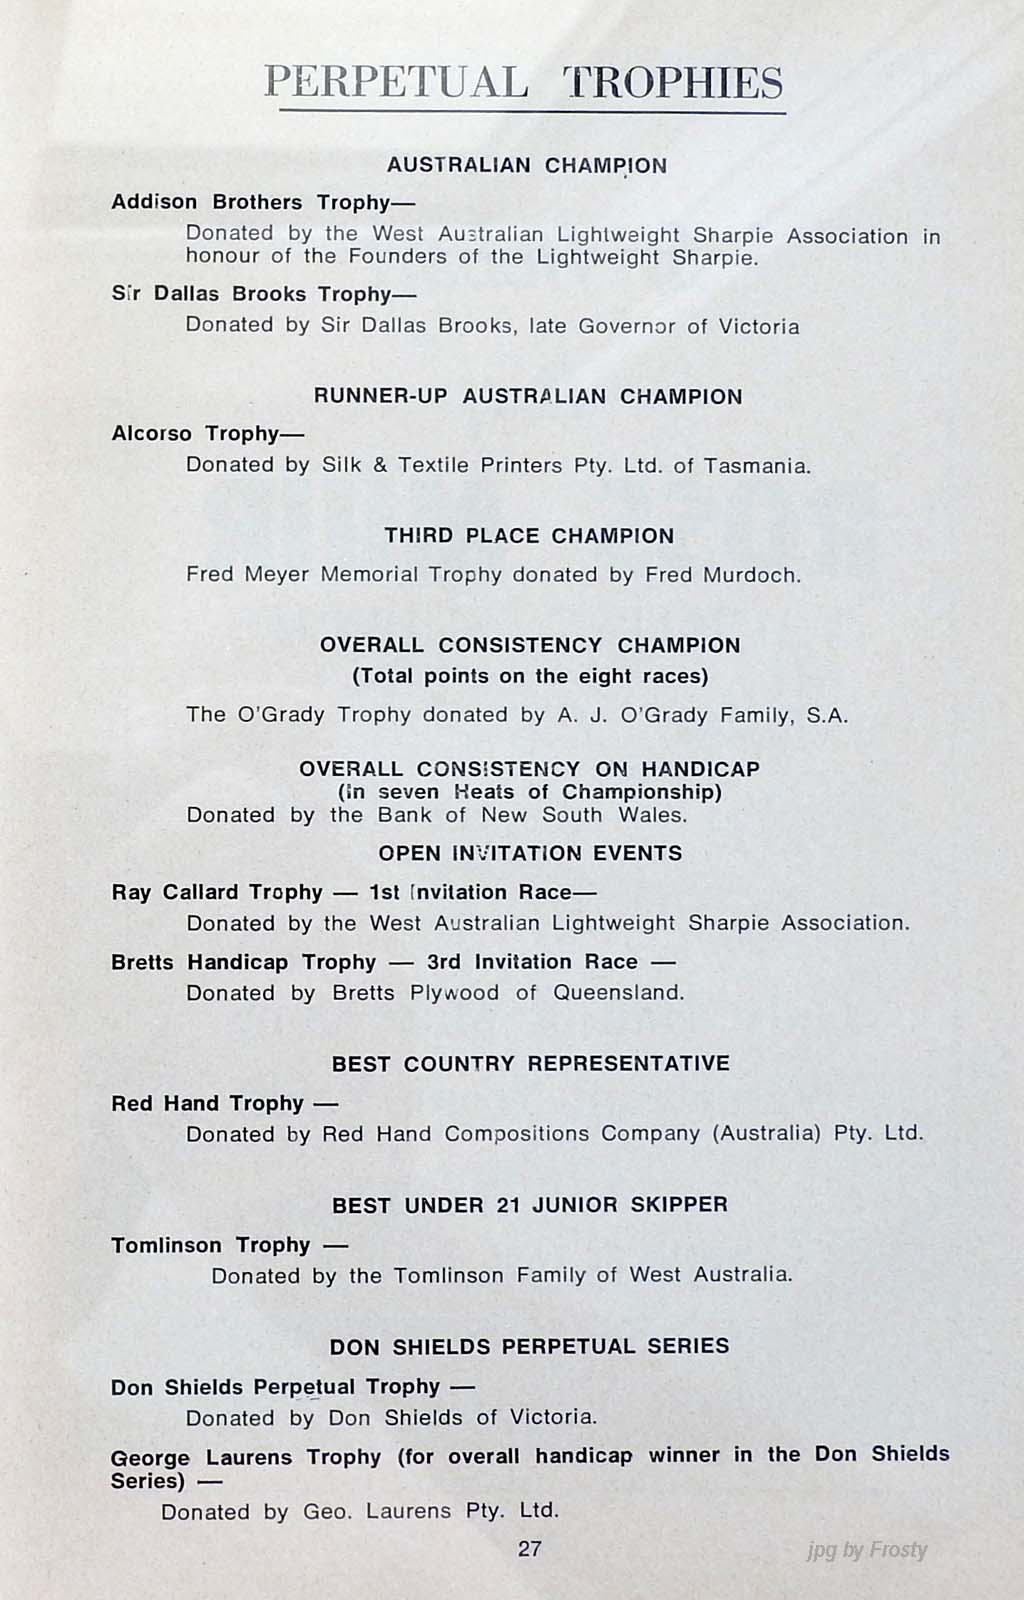 PERPETUAL TROPHIES
AUSTRALIAN CHAMPION
Addison Brothers Trophy—
Donated by the West Australian Lightweight Sharpie Association in
honour of the Founders of the Lightweight Sharpie.
Sir Dallas Brooks Trophy—
Donated by Sir Dallas Brooks, late Governor of Victoria
RUNNER-UP AUSTRALIAN CHAMPION
Alcorso Trophy—
Donated by Silk & Textile Printers Pty. Ltd. of Tasmania.
THIRD PLACE CHAMPION
Fred Meyer Memorial Trophy donated by Fred Murdoch.
OVERALL CONSISTENCY CHAMPION
(Total points on the eight races)
The O'Grady Trophy donated by A. J. O'Grady Family, S.A.
OVERALL CONSISTENCY ON HANDICAP
(in seven Heats of Championship)
Donated by the Bank of New South Wales.
OPEN INVITATION EVENTS
Ray Callard Trophy — 1st Invitation Race—
Donated by the West Australian Lightweight Sharpie Association.
Bretts Handicap Trophy — 3rd Invitation Race —
Donated by Bretts Plywood of Queensland.
BEST COUNTRY REPRESENTATIVE
Red Hand Trophy —
Donated by Red Hand Compositions Company (Australia) Pty. Ltd.
BEST UNDER 21 JUNIOR SKIPPER
Tomlinson Trophy —
Donated by the Tomlinson Family of West Australia.
DON SHIELDS PERPETUAL SERIES
Don Shields Perpetual Trophy —
Donated by Don Shields of Victoria.
George Laurens Trophy (for overall handicap winner in the Don Shields
Series) —
Donated by Geo. Laurens Pty. Ltd.
27
jpg by Frosty